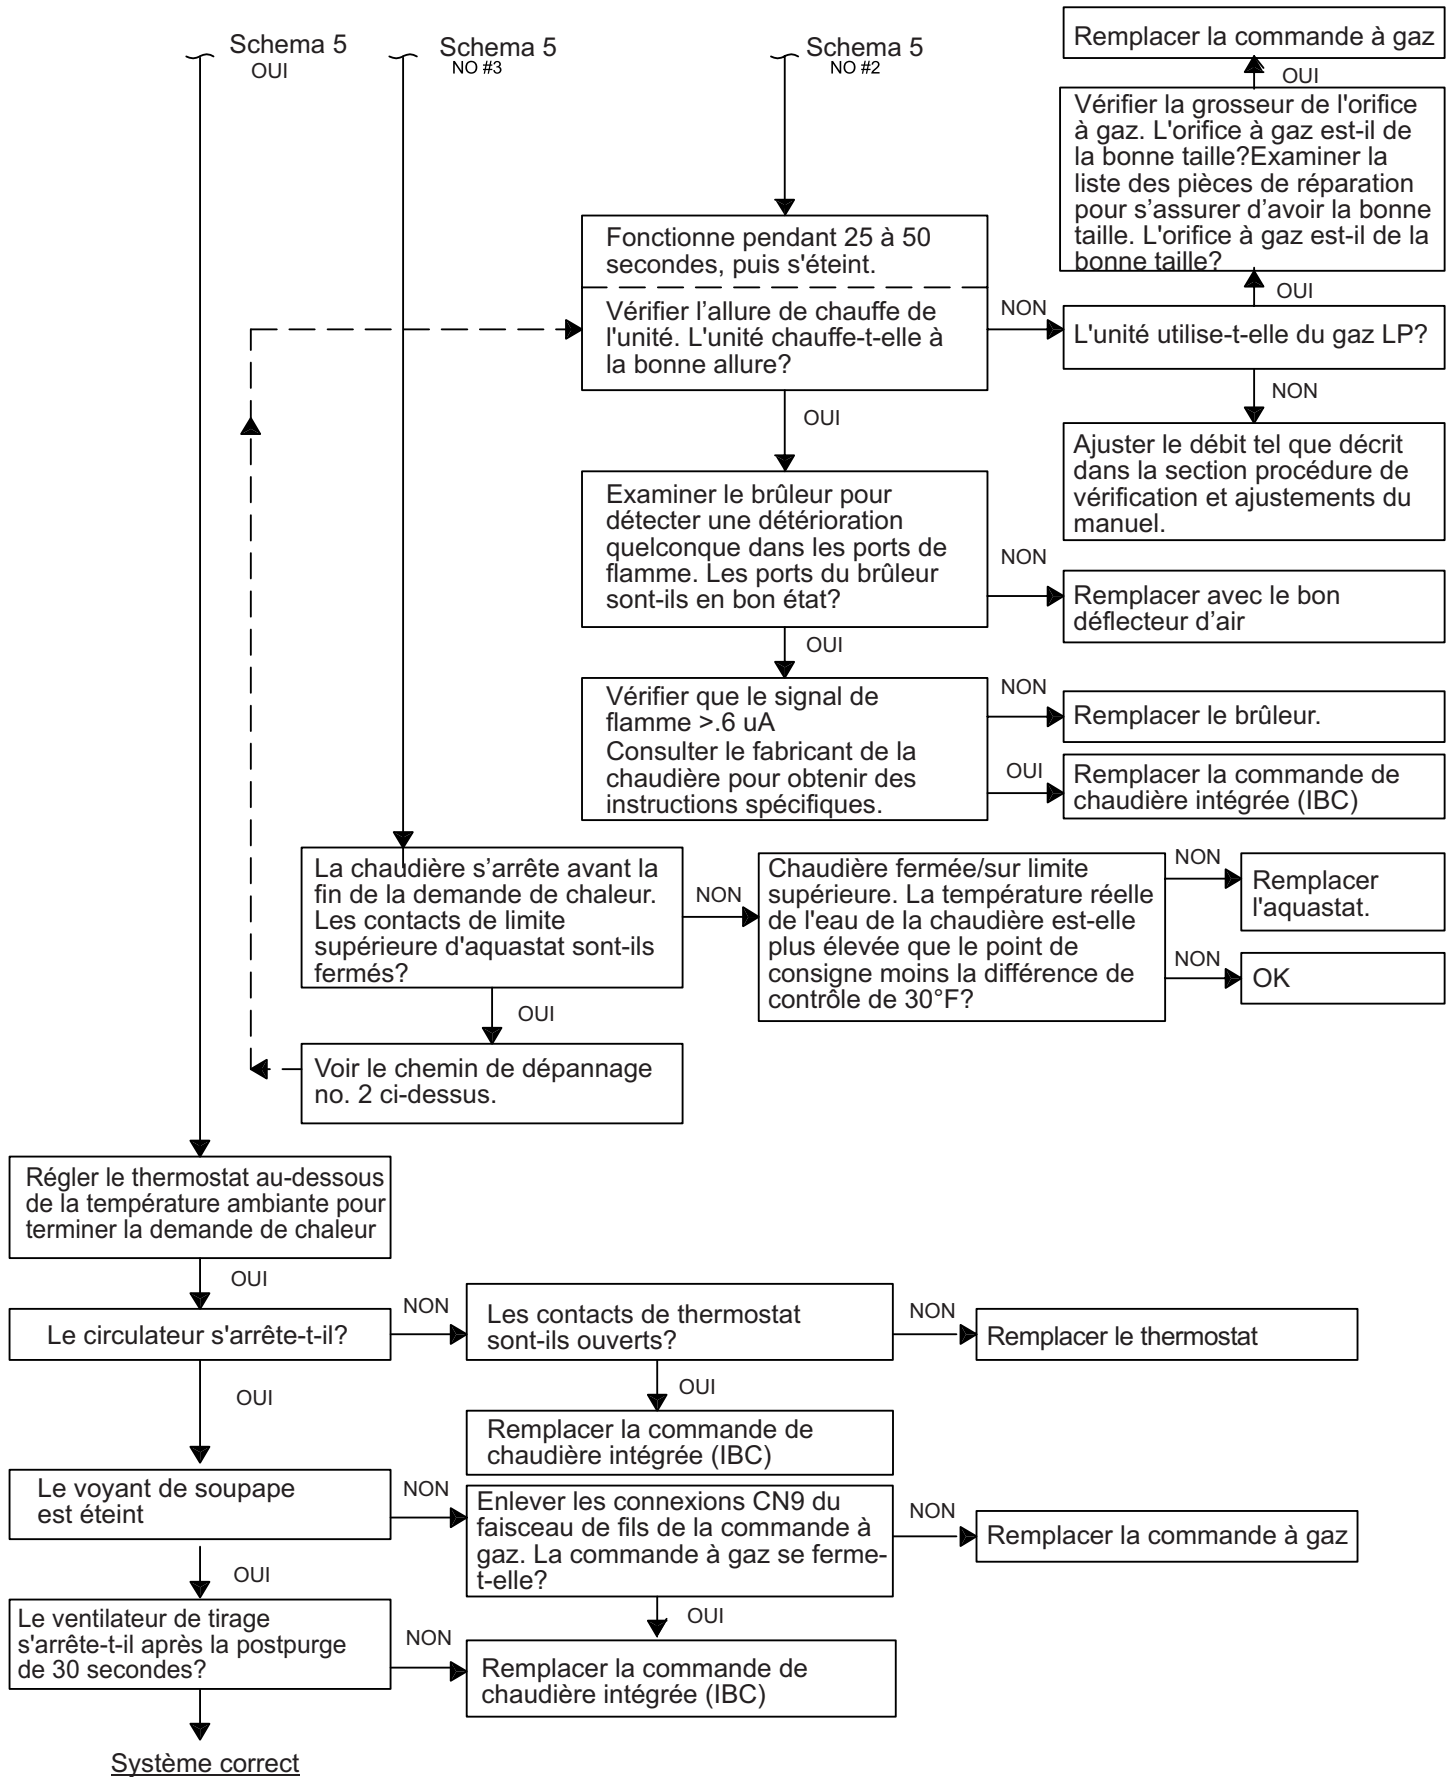 Schema 5
OUI
Schema 5
NO #3
Schema 5
NO #2
Remplacer la commande à gaz
OUI
Vérifier la grosseur de l'orifice
à gaz. L'orifice à gaz est-il de
la bonne taille?Examiner la
liste des pièces de réparation
pour s’assurer d’avoir la bonne
taille. L'orifice à gaz est-il de la
bonne taille?
OUI
Fonctionne pendant 25 à 50
secondes, puis s'éteint.
Vérifier l’allure de chauffe de
l'unité. L'unité chauffe-t-elle à
la bonne allure?
NON
L'unité utilise-t-elle du gaz LP?
NON
OUI
Ajuster le débit tel que décrit
dans la section procédure de
vérification et ajustements du
manuel.
Examiner le brûleur pour
détecter une détérioration
quelconque dans les ports de
flamme. Les ports du brûleur
sont-ils en bon état?
NON
Remplacer avec le bon
déflecteur d’air
OUI
Vérifier que le signal de
flamme >.6 uA
Consulter le fabricant de la
chaudière pour obtenir des
instructions spécifiques.
NON
Remplacer le brûleur.
OUI
Remplacer la commande de
chaudière intégrée (IBC)
La chaudière s’arrête avant la
fin de la demande de chaleur.
Les contacts de limite
supérieure d'aquastat sont-ils
fermés?
NON
Chaudière fermée/sur limite
supérieure. La température réelle
de l'eau de la chaudière est-elle
plus élevée que le point de
consigne moins la différence de
contrôle de 30°F?
NON
Remplacer
l'aquastat.
NON
OK
OUI
Voir le chemin de dépannage
no. 2 ci-dessus.
Régler le thermostat au-dessous
de la température ambiante pour
terminer la demande de chaleur
OUI
Le circulateur s'arrête-t-il?
NON
Les contacts de thermostat
sont-ils ouverts?
NON
Remplacer le thermostat
OUI
OUI
Remplacer la commande de
chaudière intégrée (IBC)
Le voyant de soupape
est éteint
NON
Enlever les connexions CN9 du
faisceau de fils de la commande à
gaz. La commande à gaz se ferme-
t-elle?
NON
Remplacer la commande à gaz
OUI
OUI
Le ventilateur de tirage
s'arrête-t-il après la postpurge
de 30 secondes?
NON
Remplacer la commande de
chaudière intégrée (IBC)
Système correct